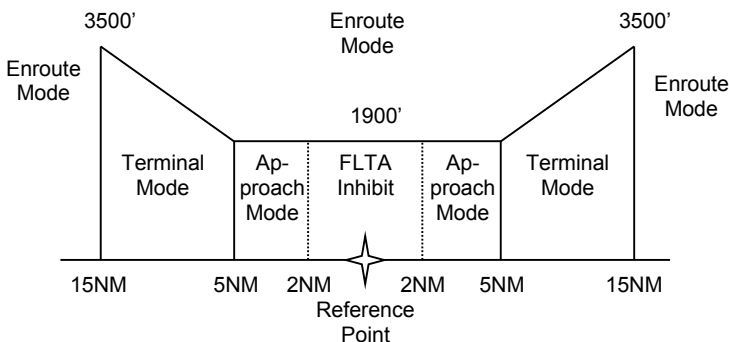 3500’
Enroute
Mode
3500’
Enroute
Mode
Enroute
Mode
1900’
Terminal
Mode
Ap-
proach
Mode
FLTA
Inhibit
Ap-
proach
Mode
Terminal
Mode
15NM
5NM
2NM
2NM
5NM
15NM
Reference
Point